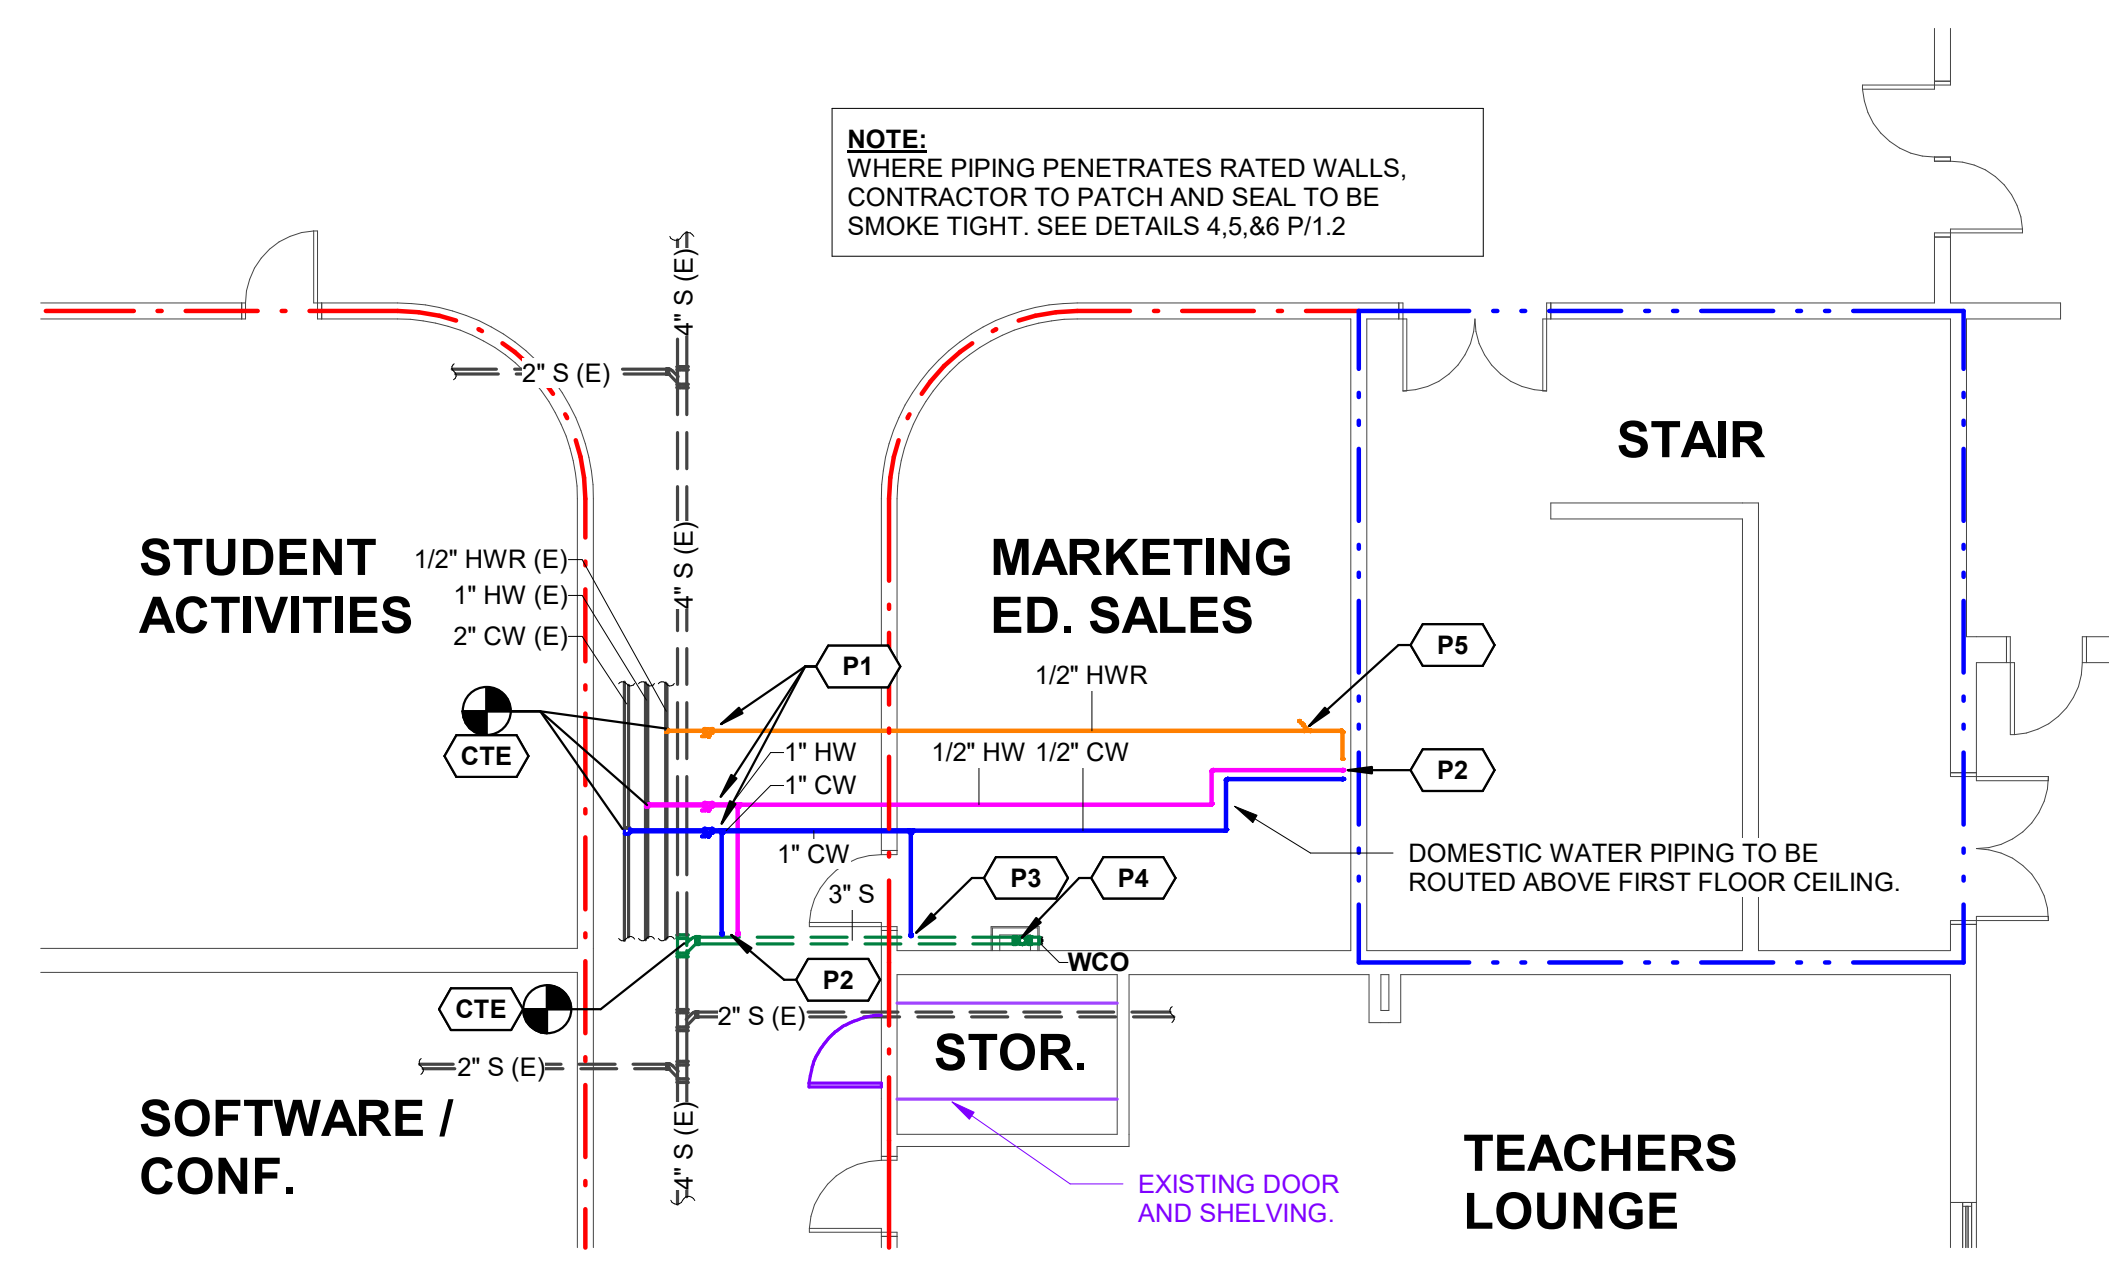 NOTE:
WHERE PIPING PENETRATES RATED WALLS,
CONTRACTOR TO PATCH AND SEAL TO BE
SMOKE TIGHT. SEE DETAILS 4,5,&6 P/1.2
4" S (E)
2" S (E)
STAIR
4" S (E)
STUDENT
ACTIVITIES
1/2" HWR (E)
1" HW (E)
2" CW (E)
MARKETING
ED. SALES
P1
P5
1/2" HWR
CTE
1" HW
1" CW
1/2" HW
1/2" CW
P2
1" CW
DOMESTIC WATER PIPING TO BE
ROUTED ABOVE FIRST FLOOR CEILING.
P3
P4
3" S
WCO
P2
CTE
2" S (E)
STOR.
2" S (E)
4" S (E)
SOFTWARE /
CONF.
EXISTING DOOR
AND SHELVING.
TEACHERS
LOUNGE